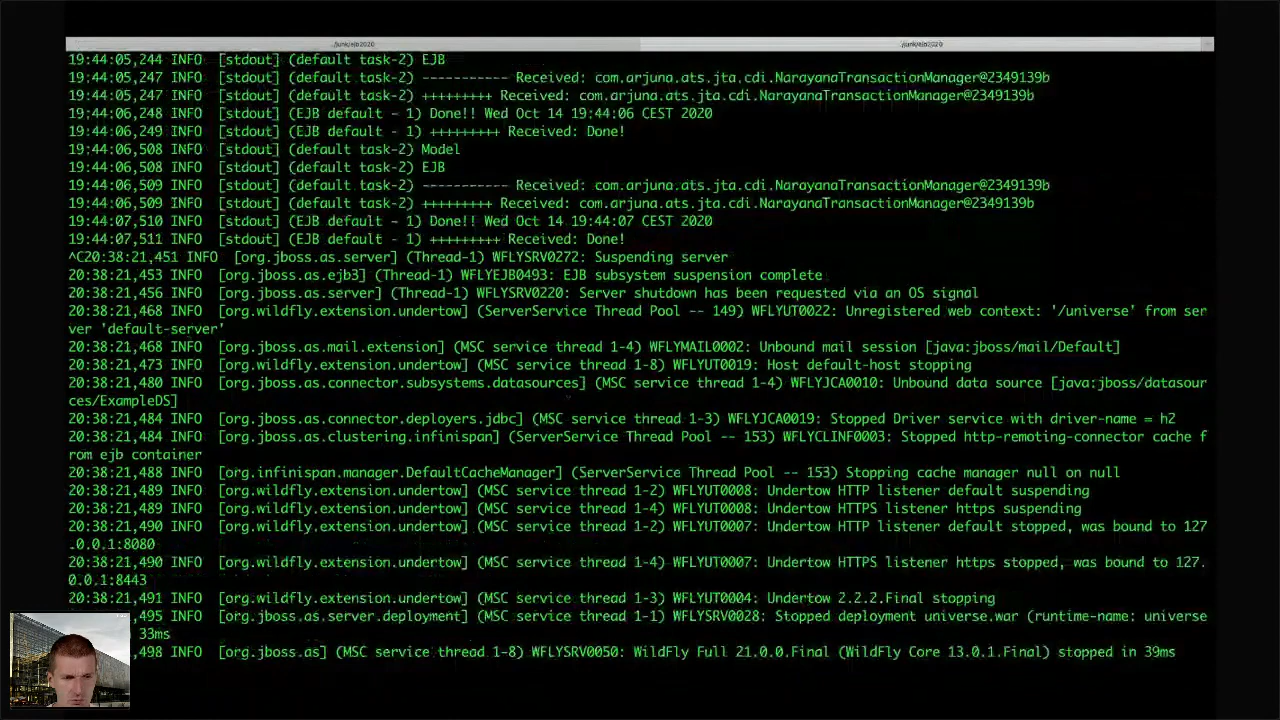 ../junk/ejb2020
../junk/ejb2020
19:44:05,244 INFO  [stdout] (default task-2) EJB
19:44:05,247 INFO  [stdout] (default task-2) ----------- Received: com.arjuna.ats.jta.cdi.NarayanaTransactionManager@2349139b
19:44:05,247 INFO  [stdout] (default task-2) +++++++++ Received: com.arjuna.ats.jta.cdi.NarayanaTransactionManager@2349139b
19:44:06,248 INFO  [stdout] (EJB default - 1) Done!! Wed Oct 14 19:44:06 CEST 2020
19:44:06,249 INFO  [stdout] (EJB default - 1) +++++++++ Received: Done!
19:44:06,508 INFO  [stdout] (default task-2) Model
19:44:06,508 INFO  [stdout] (default task-2) EJB
19:44:06,509 INFO  [stdout] (default task-2) ----------- Received: com.arjuna.ats.jta.cdi.NarayanaTransactionManager@2349139b
19:44:06,509 INFO  [stdout] (default task-2) +++++++++ Received: com.arjuna.ats.jta.cdi.NarayanaTransactionManager@2349139b
19:44:07,510 INFO  [stdout] (EJB default - 1) Done!! Wed Oct 14 19:44:07 CEST 2020
19:44:07,511 INFO  [stdout] (EJB default - 1) +++++++++ Received: Done!
^C20:38:21,451 INFO  [org.jboss.as.server] (Thread-1) WFLYSRV0272: Suspending server
20:38:21,453 INFO  [org.jboss.as.ejb3] (Thread-1) WFLYEJB0493: EJB subsystem suspension complete
20:38:21,456 INFO  [org.jboss.as.server] (Thread-1) WFLYSRV0220: Server shutdown has been requested via an OS signal
20:38:21,468 INFO  [org.wildfly.extension.undertow] (ServerService Thread Pool -- 149) WFLYUT0022: Unregistered web context: '/universe' from ser
ver 'default-server'
20:38:21,468 INFO  [org.jboss.as.mail.extension] (MSC service thread 1-4) WFLYMAIL0002: Unbound mail session [java:jboss/mail/Default]
20:38:21,473 INFO  [org.wildfly.extension.undertow] (MSC service thread 1-8) WFLYUT0019: Host default-host stopping
20:38:21,480 INFO  [org.jboss.as.connector.subsystems.datasources] (MSC service thread 1-4) WFLYJCA0010: Unbound data source [java:jboss/datasour
ces/ExampleDS]
20:38:21,484 INFO  [org.jboss.as.connector.deployers.jdbc] (MSC service thread 1-3) WFLYJCA0019: Stopped Driver service with driver-name = h2
20:38:21,484 INFO  [org.jboss.as.clustering.infinispan] (ServerService Thread Pool -- 153) WFLYCLINF0003: Stopped http-remoting-connector cache f
rom ejb container
20:38:21,488 INFO  [org.infinispan.manager.DefaultCacheManager] (ServerService Thread Pool -- 153) Stopping cache manager null on null
20:38:21,489 INFO  [org.wildfly.extension.undertow] (MSC service thread 1-2) WFLYUT0008: Undertow HTTP listener default suspending
20:38:21,489 INFO  [org.wildfly.extension.undertow] (MSC service thread 1-4) WFLYUT0008: Undertow HTTPS listener https suspending
20:38:21,490 INFO  [org.wildfly.extension.undertow] (MSC service thread 1-2) WFLYUT0007: Undertow HTTP listener default stopped, was bound to 127
.0.0.1:8080
20:38:21,490 INFO  [org.wildfly.extension.undertow] (MSC service thread 1-4) WFLYUT0007: Undertow HTTPS listener https stopped, was bound to 127.
0.0.1:8443
20:38:21,491 INFO  [org.wildfly.extension.undertow] (MSC service thread 1-3) WFLYUT0004: Undertow 2.2.2.Final stopping
,495 INFO  [org.jboss.as.server.deployment] (MSC service thread 1-1) WFLYSRV0028: Stopped deployment universe.war (runtime-name: universe
33ms
,498 INFO  [org.jboss.as] (MSC service thread 1-8) WFLYSRV0050: WildFly Full 21.0.0.Final (WildFly Core 13.0.1.Final) stopped in 39ms